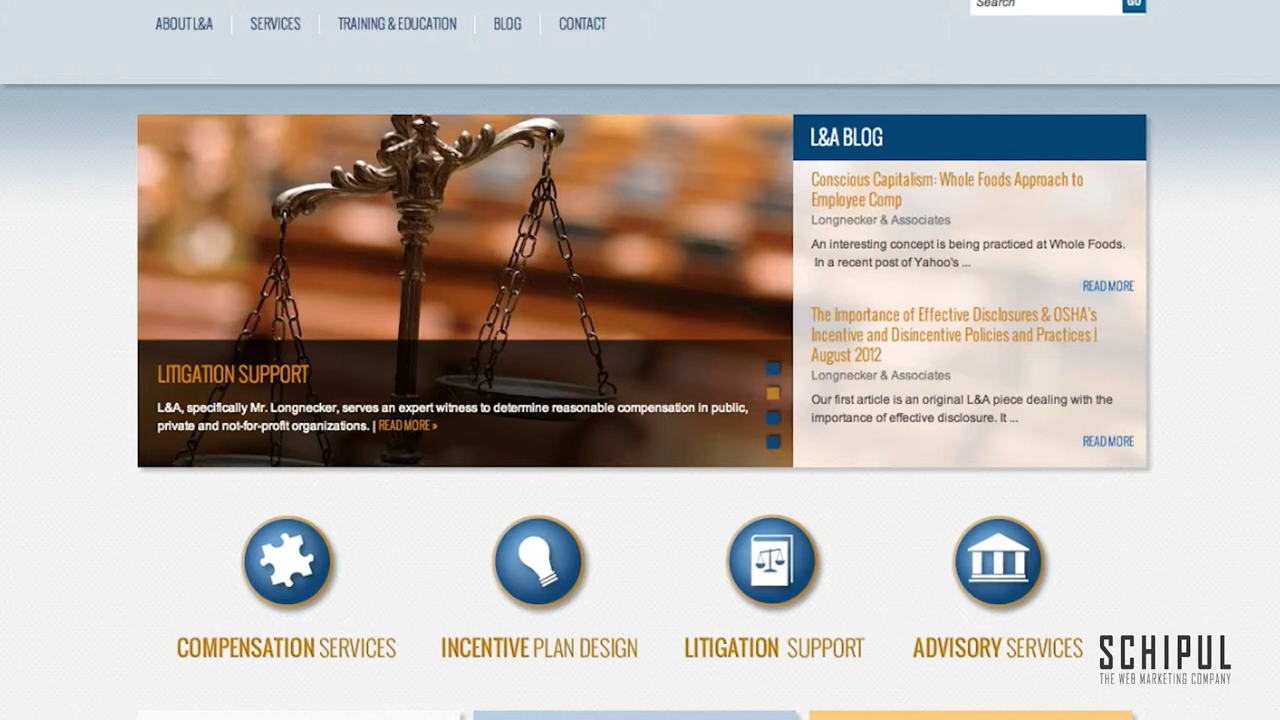 ABOUT L&A
SERVICES
TRAINING & EDUCATION
BLOG
CONTACT
Search
GO
LITIGATION SUPPORT
L&A, specifically Mr. Longnecker, serves an expert witness to determine reasonable compensation in public,
private and not-for-profit organizations. | READ MORE »
L&A BLOG
Conscious Capitalism: Whole Foods Approach to
Employee Comp
Longnecker & Associates
An interesting concept is being practiced at Whole Foods.
In a recent post of Yahoo's ...
READ MORE
The Importance of Effective Disclosures & OSHA's
Incentive and Disincentive Policies and Practices |
August 2012
Longnecker & Associates
Our first article is an original L&A piece dealing with the
importance of effective disclosure. It ...
READ MORE
COMPENSATION SERVICES
INCENTIVE PLAN DESIGN
LITIGATION SUPPORT
ADVISORY SERVICES
SCHIPUL
THE WEB MARKETING COMPANY